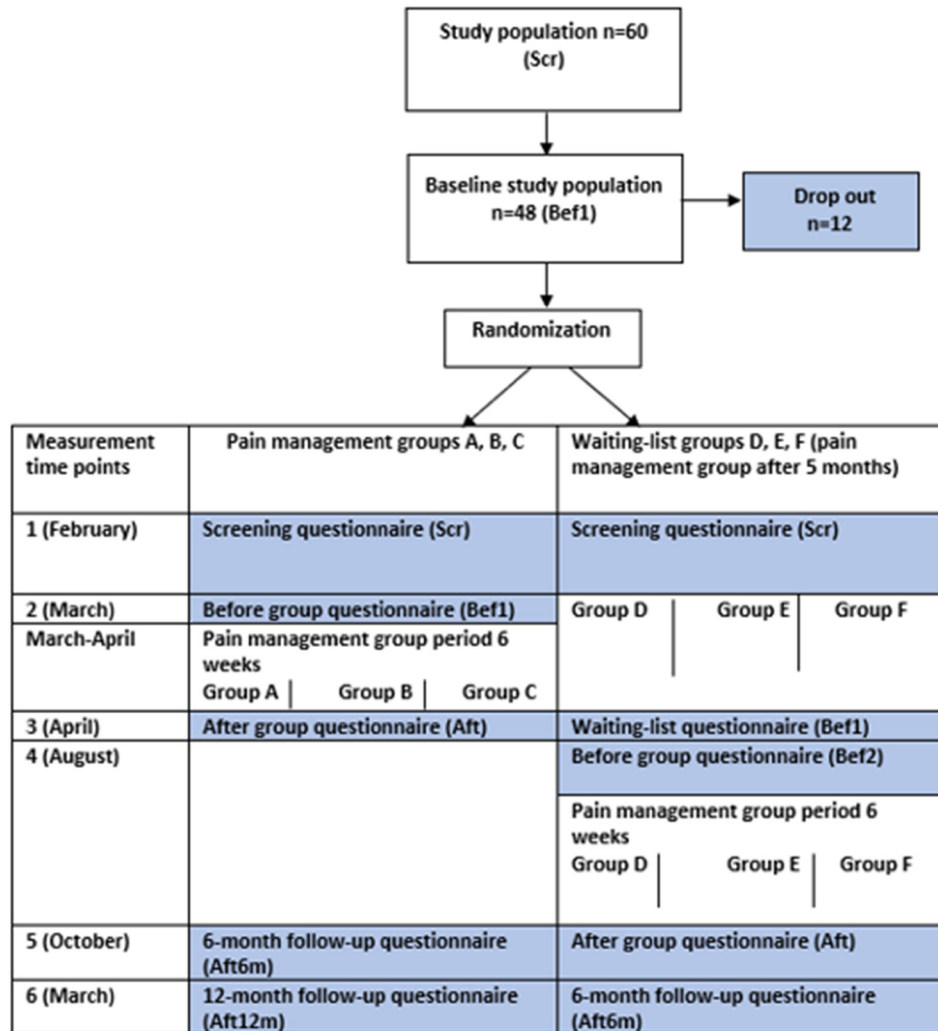 Study population n=60
(Scr)
Baseline study population
n=48 (Bef1)
Drop out
n=12
Randomization
Measurement
time points
Pain management groups A, B, C
Waiting-list groups D, E, F (pain
management group after 5 months)
1 (February)
Screening questionnaire (Scr)
Screening questionnaire (Scr)
2 (March)
Before group questionnaire (Bef1)
Group D
Group E
Group F
March-April
Pain management group period 6
weeks
Group A
Group B
Group C
3 (April)
After group questionnaire (Aft)
Waiting-list questionnaire (Bef1)
4 (August)
Before group questionnaire (Bef2)
Pain management group period 6
weeks
Group D
Group E
Group F
5 (October)
6-month follow-up questionnaire
(Aft6m)
After group questionnaire (Aft)
6 (March)
12-month follow-up questionnaire
(Aft12m)
6-month follow-up questionnaire
(Aft6m)